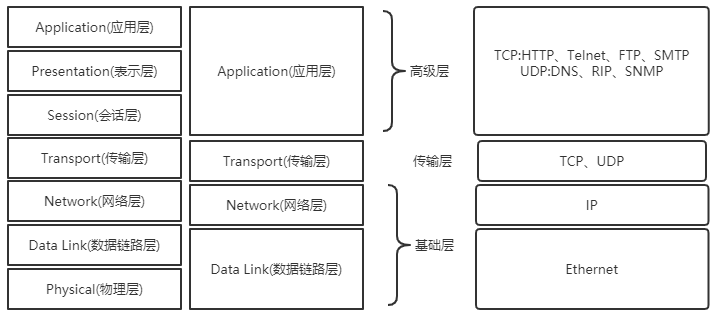 Application(应用层)
Presentation(表示层)
Session(会话层)
Transport(传输层)
Network(网络层)
Data Link(数据链路层)
Physical(物理层)
Application(应用层)
Transport(传输层)
Network(网络层)
Data Link(数据链路层)
高级层
传输层
基础层
TCP:HTTP、Telnet、FTP、SMTP
UDP:DNS、RIP、SNMP
TCP、UDP
IP
Ethernet